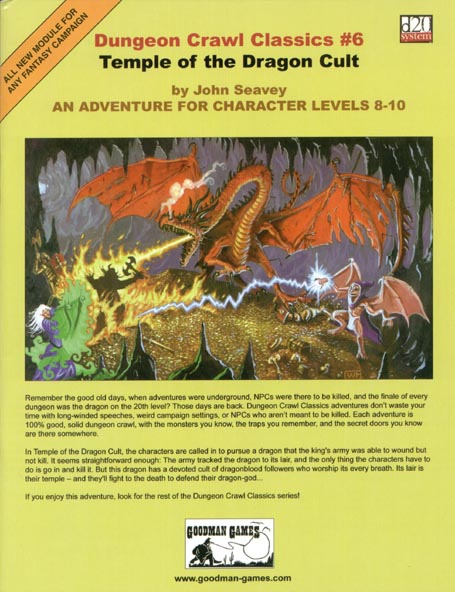 ALL NEW MODULE FOR
ANY FANTASY CAMPAIGN
d20
system
Dungeon Crawl Classics #6
Temple of the Dragon Cult
by John Seavey
AN ADVENTURE FOR CHARACTER LEVELS 8-10
Remember the good old days, when adventures were underground, NPCs were there to be killed, and the finale of every
dungeon was the dragon on the 20th level? Those days are back. Dungeon Crawl Classics adventures don't waste your
time with long-winded speeches, weird campaign settings, or NPCs who aren't meant to be killed. Each adventure is
100% good, solid dungeon crawl, with the monsters you know, the traps you remember, and the secret doors you know
are there somewhere.
In Temple of the Dragon Cult, the characters are called in to pursue a dragon that the king's army was able to wound but
not kill. It seems straightforward enough: The army tracked the dragon to its lair, and the only thing the characters have to
do is go in and kill it. But this dragon has a devoted cult of dragonblood followers who worship its every breath. Its lair is
their temple – and they'll fight to the death to defend their dragon-god...
If you enjoy this adventure, look for the rest of the Dungeon Crawl Classics series!
GOODMAN GAMES
www.goodman-games.com